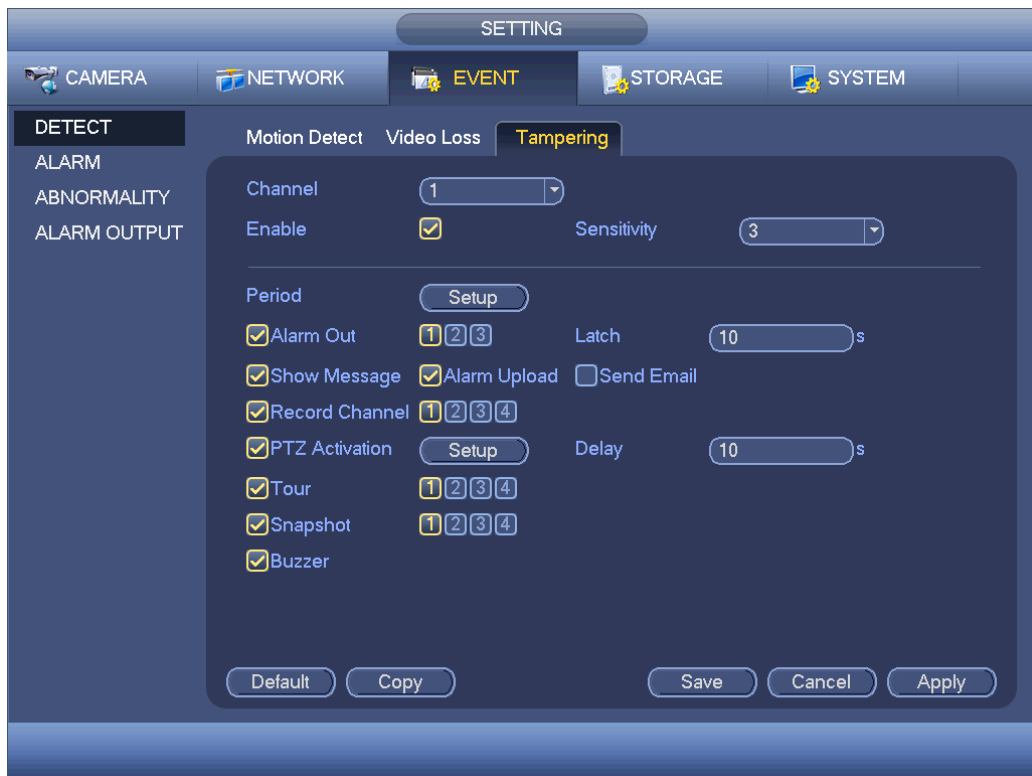 SETTING
CAMERA NETWORK EVENT STORAGE SYSTEM
DETECT
ALARM
ABNORMALITY
ALARM OUTPUT
Motion Detect Video Loss Tampering
Channel 1
Enable Sensitivity 3
Period Setup
Alarm Out 1 2 3 Latch 10 s
Show Message Alarm Upload Send Email
Record Channel 1 2 3 4
PTZ Activation Setup Delay 10 s
Tour 1 2 3 4
Snapshot 1 2 3 4
Buzzer
Default Copy Save Cancel Apply